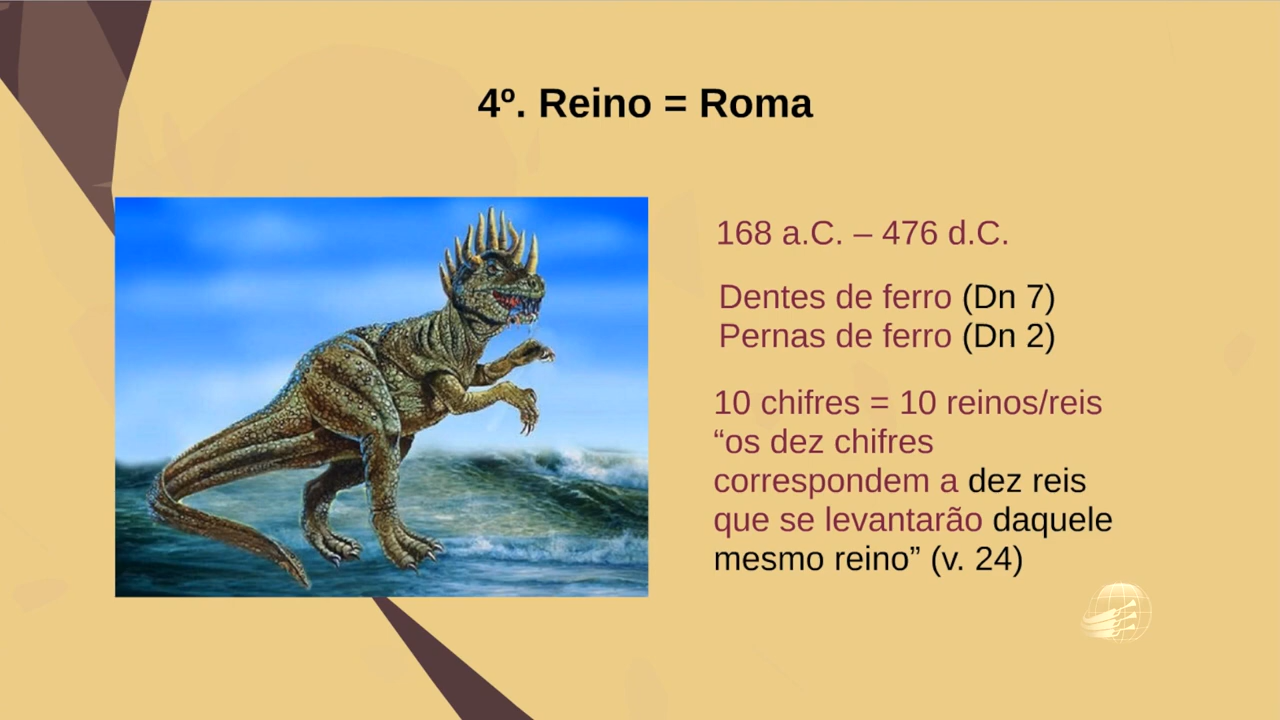 4º. Reino = Roma
168 a.C. – 476 d.C.
Dentes de ferro (Dn 7)
Pernas de ferro (Dn 2)
10 chifres = 10 reinos/reis
“os dez chifres
correspondem a dez reis
que se levantarão daquele
mesmo reino” (v. 24)